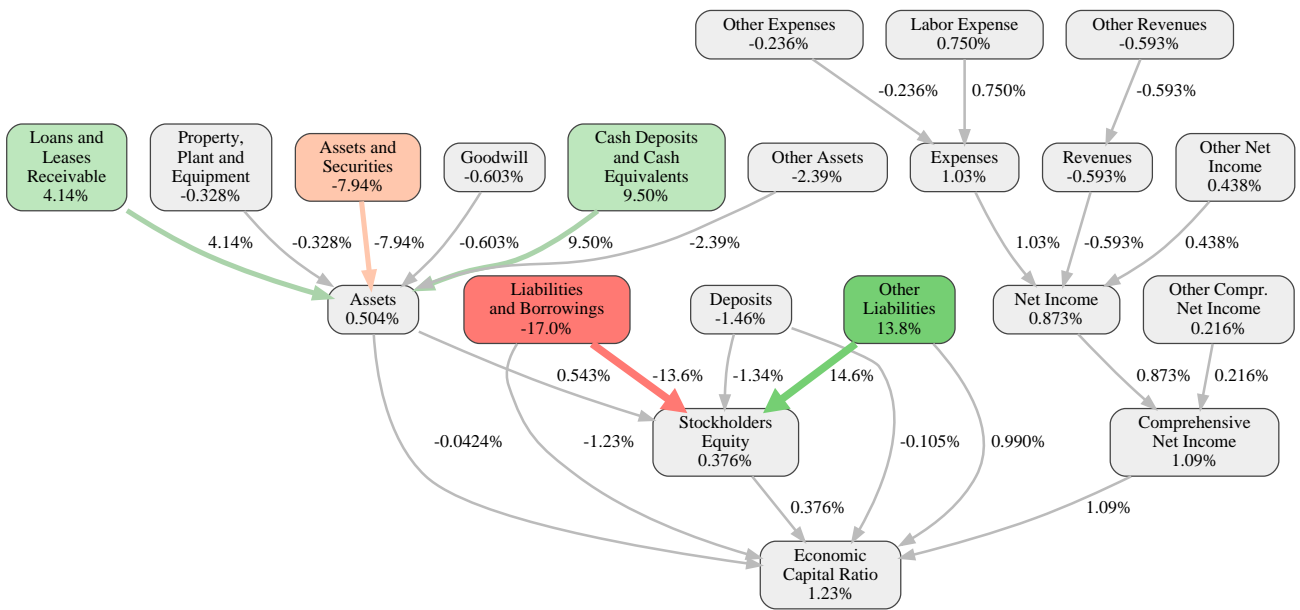 Other Expenses
-0.236%
Labor Expense
0.750%
Other Revenues
-0.593%
-0.236%
0.750%
-0.593%
Loans and
Leases
Receivable
4.14%
Property,
Plant and
Equipment
-0.328%
Assets and
Securities
-7.94%
Goodwill
-0.603%
Cash Deposits
and Cash
Equivalents
9.50%
Other Assets
-2.39%
Expenses
1.03%
Revenues
-0.593%
Other Net
Income
0.438%
4.14%
-0.328%
-7.94%
-0.603%
9.50%
-2.39%
1.03%
-0.593%
0.438%
Assets
0.504%
Liabilities
and Borrowings
-17.0%
Deposits
-1.46%
Other
Liabilities
13.8%
Net Income
0.873%
Other Compr.
Net Income
0.216%
0.543%
-13.6%
-1.34%
14.6%
0.873%
0.216%
-0.0424%
-1.23%
Stockholders
Equity
0.376%
-0.105%
0.990%
Comprehensive
Net Income
1.09%
0.376%
1.09%
Economic
Capital Ratio
1.23%